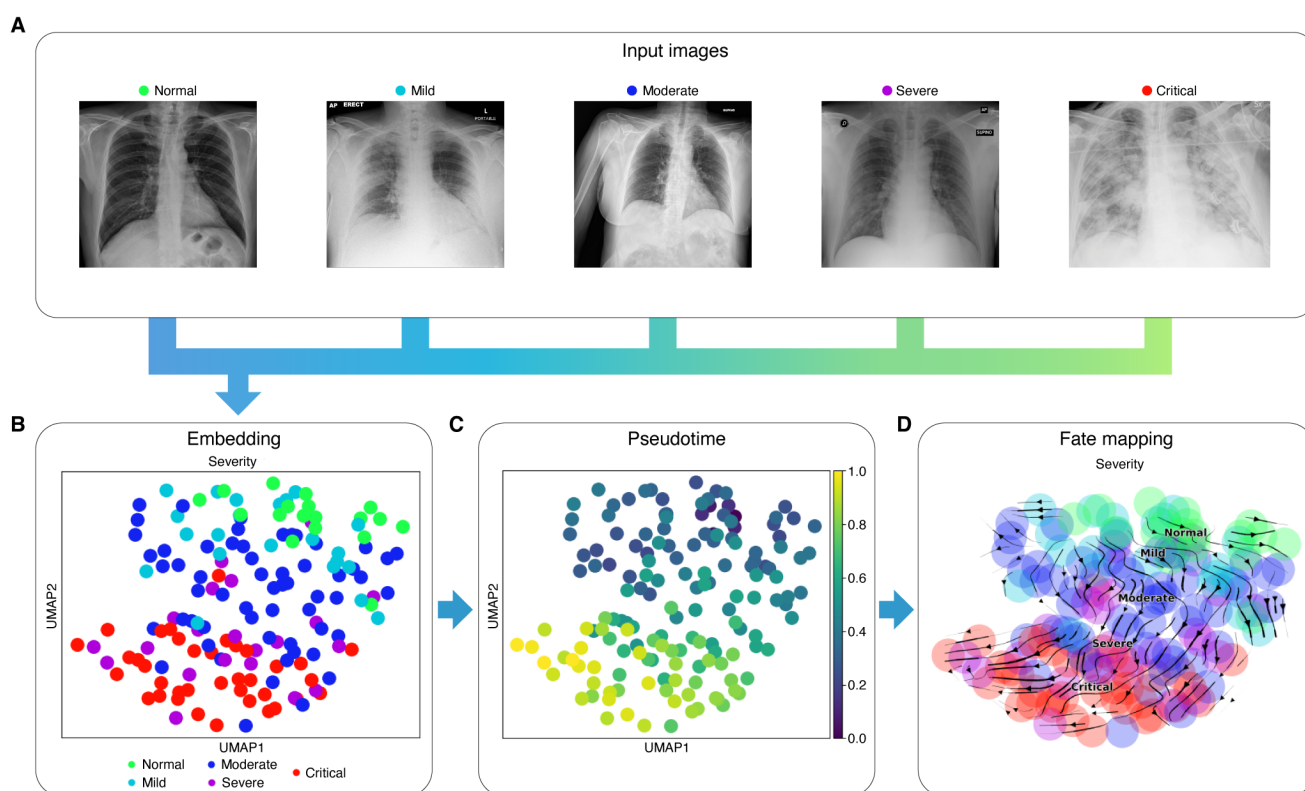 A
Input images
Normal
Mild
Moderate
Severe
Critical
AP ERECT
L
PORTABLE
AP
SUPINO
B
Embedding
Severity
UMAP2
UMAP1
Normal
Moderate
Critical
Mild
Severe
C
Pseudotime
UMAP2
UMAP1
1.0
0.8
0.6
0.4
0.2
0.0
D
Fate mapping
Severity
Normal
Mild
Moderate
Severe
Critical